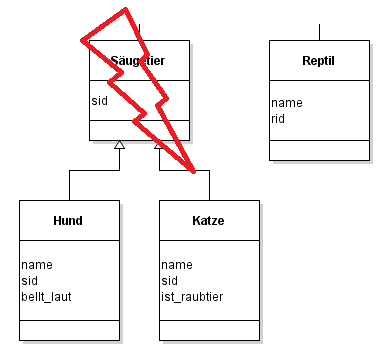 Säugetier
sid
Reptil
name
rid
Hund
name
sid
bellt_laut
Katze
name
sid
ist_raubtier